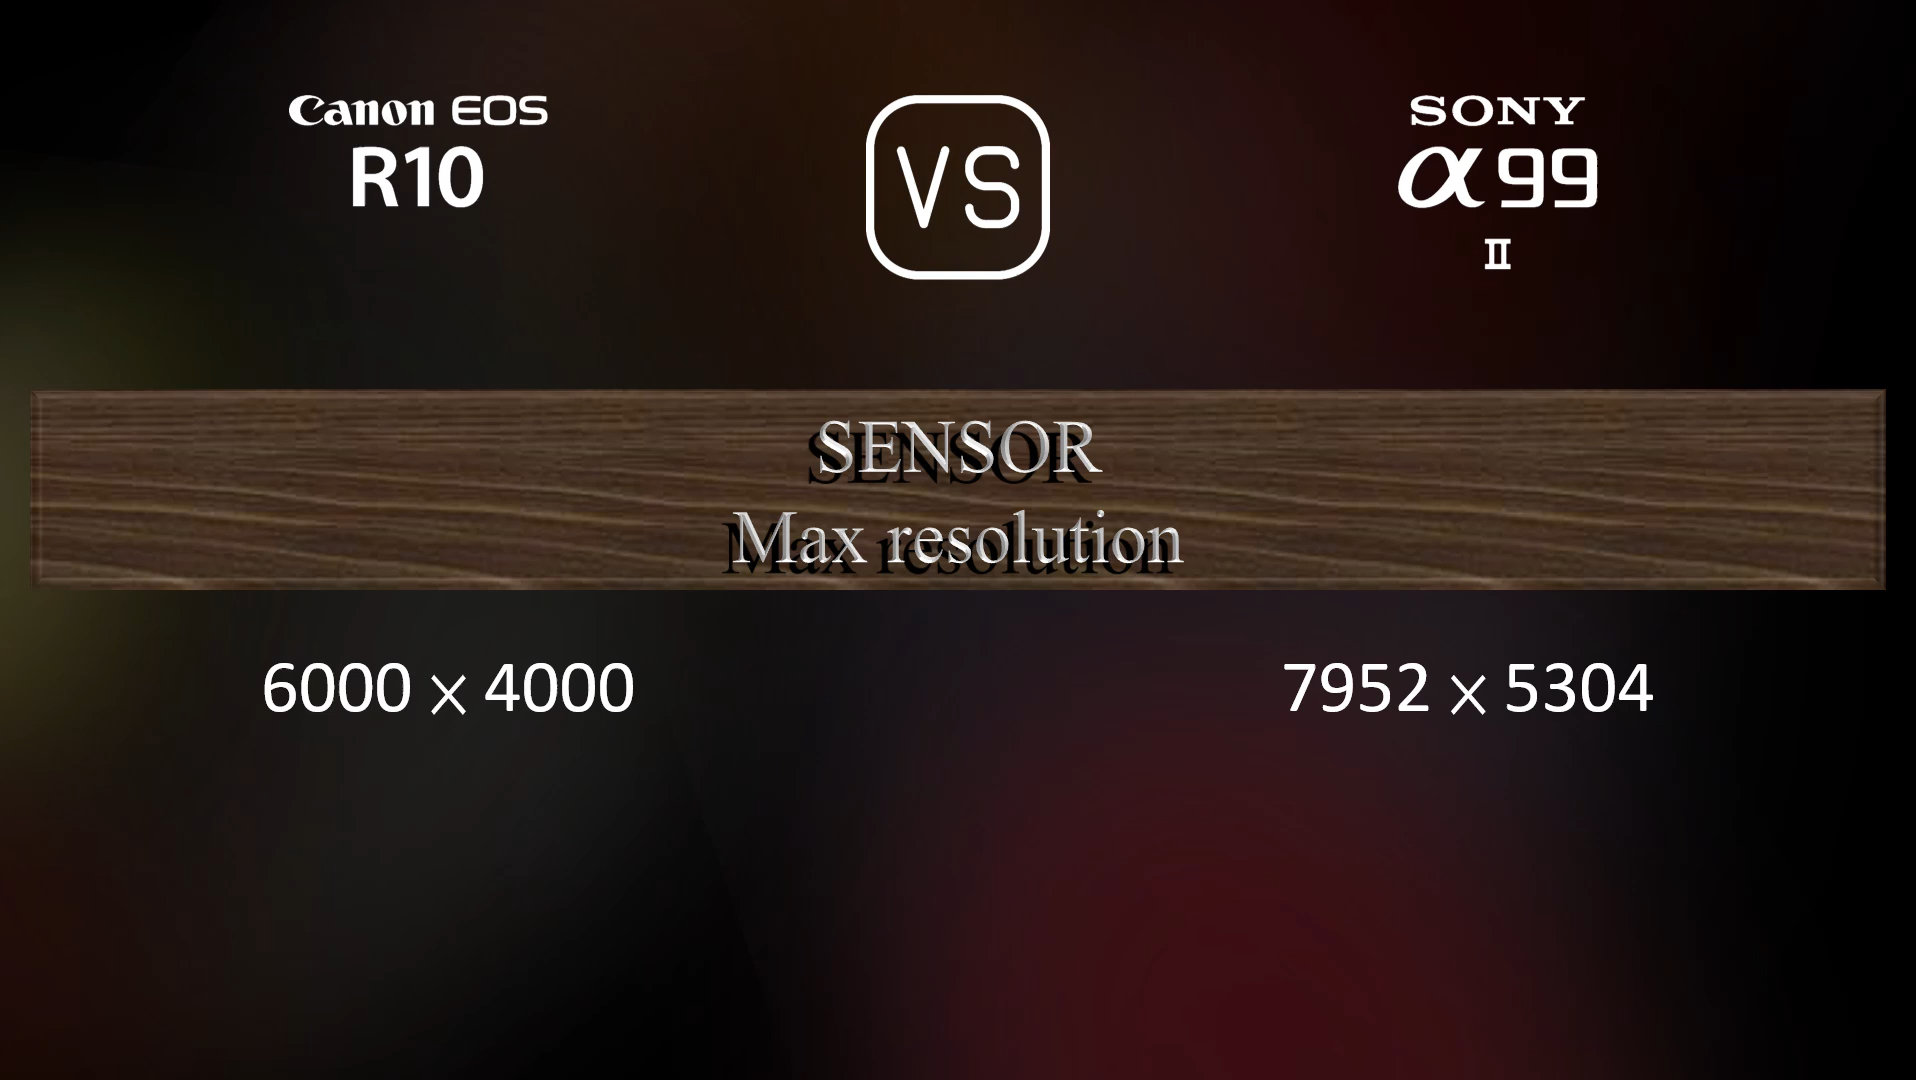 Canon EOS
R10
VS
SONY
α99
II
SENSOR
Max resolution
6000 x 4000
7952 x 5304